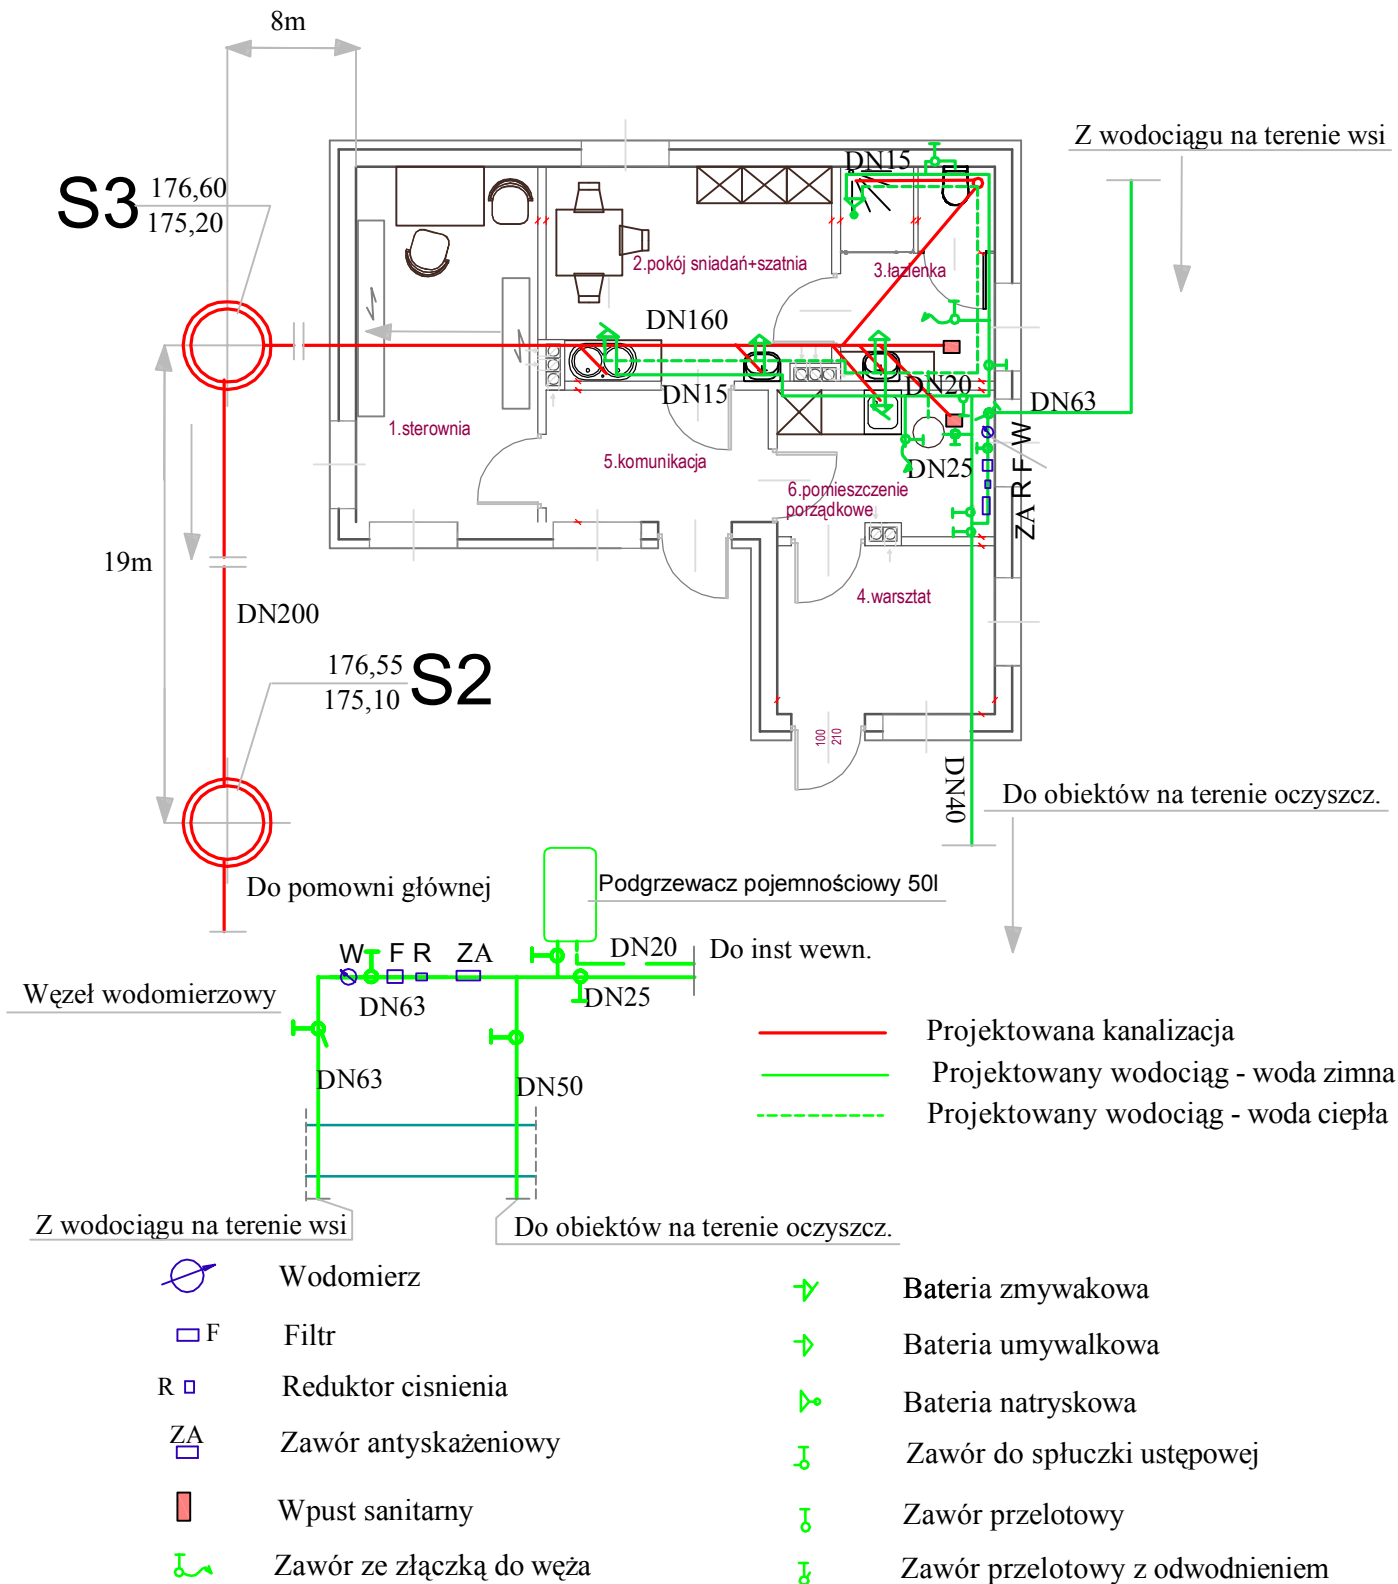 8m
Z wodociągu na terenie wsi
DN15
S3 176,60
175,20
2.pokój sniadań+szatnia
3.łazienka
DN160
DN15
DN20
DN63
1.sterownia
5.komunikacja
DN25
6.pomieszczenie
porządkowe
ZA R F W
19m
DN200
4.warsztat
176,55
175,10 S2
100
210
DN40
Do obiektów na terenie oczyszcz.
Do pomowni głównej
Podgrzewacz pojemnościowy 50l
W F R ZA
DN20
Do inst wewn.
Węzeł wodomierzowy
DN63
DN25
DN63
DN50
Projektowana kanalizacja
Projektowany wodociąg - woda zimna
Projektowany wodociąg - woda ciepła
Z wodociągu na terenie wsi
Do obiektów na terenie oczyszcz.
Wodomierz
F Filtr
R Reduktor cisnienia
ZA Zawór antyskażeniowy
Wpust sanitarny
Zawór ze złączką do węża
Bateria zmywakowa
Bateria umywalkowa
Bateria natryskowa
Zawór do spłuczki ustępowej
Zawór przelotowy
Zawór przelotowy z odwodnieniem